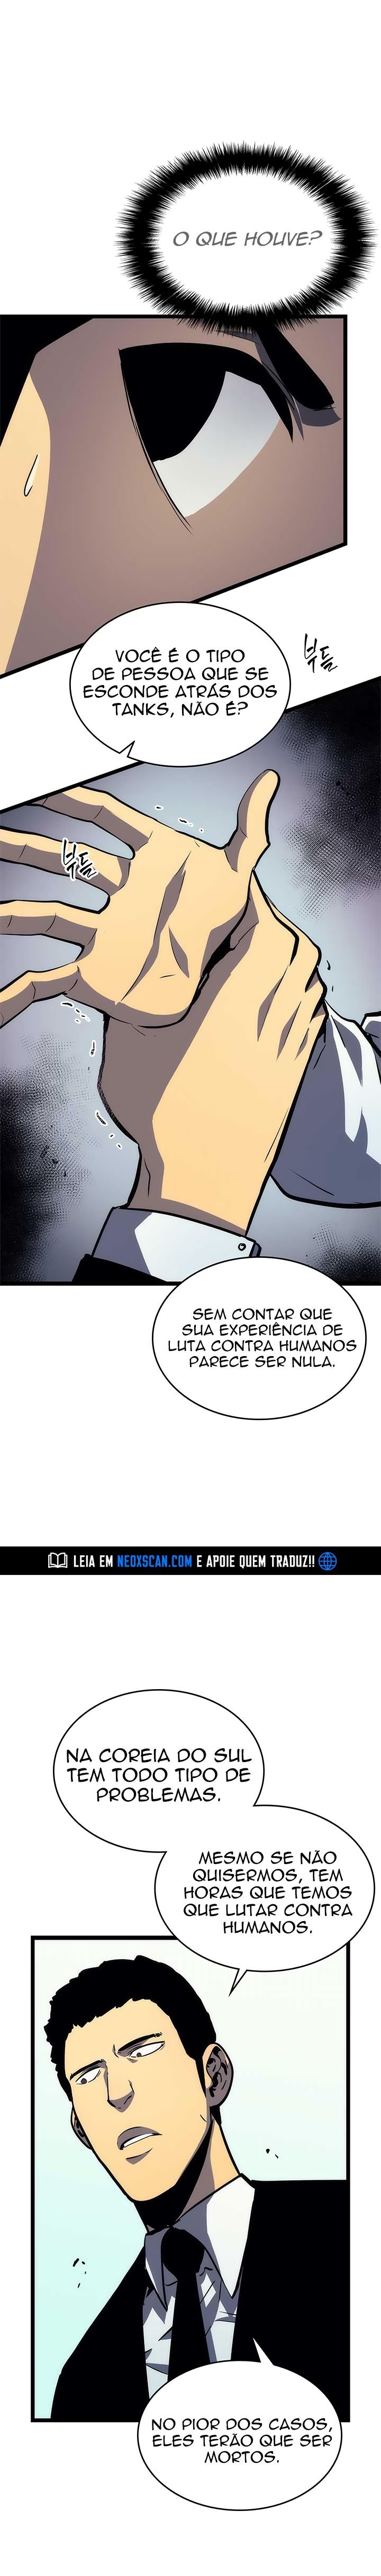 O QUE HOUVE?
VOCÊ É O TIPO
DE PESSOA QUE SE
ESCONDE ATRÁS DOS
TANKS, NÃO É?
부들
부들
SEM CONTAR QUE
SUA EXPERIÊNCIA DE
LUTA CONTRA HUMANOS
PARECE SER NULA.
LEIA EM NEOXSCAN.COM E APOIE QUEM TRADUZ!!
NA COREIA DO SUL
TEM TODO TIPO DE
PROBLEMAS.
MESMO SE NÃO
QUISERMOS, TEM
HORAS QUE TEMOS
QUE LUTAR CONTRA
HUMANOS.
NO PIOR DOS CASOS,
ELES TERÃO QUE SER
MORTOS.